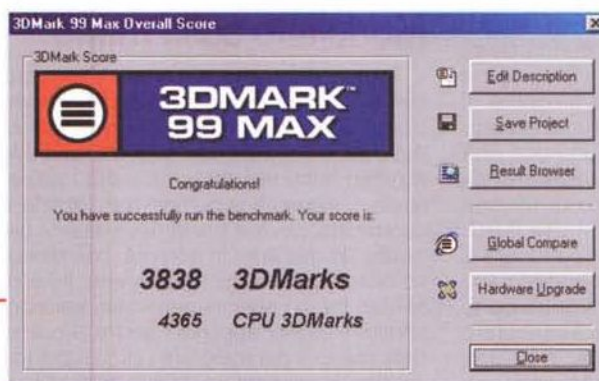 3DMark 99 Max Overall Score
3DMark Score
3DMARK™
99 MAX
Congratulations!
You have successfully run the benchmark. Your score is:
3838 3DMarks
4365 CPU 3DMarks
Edit Description
Save Project
Result Browser
Global Compare
Hardware Upgrade
Close